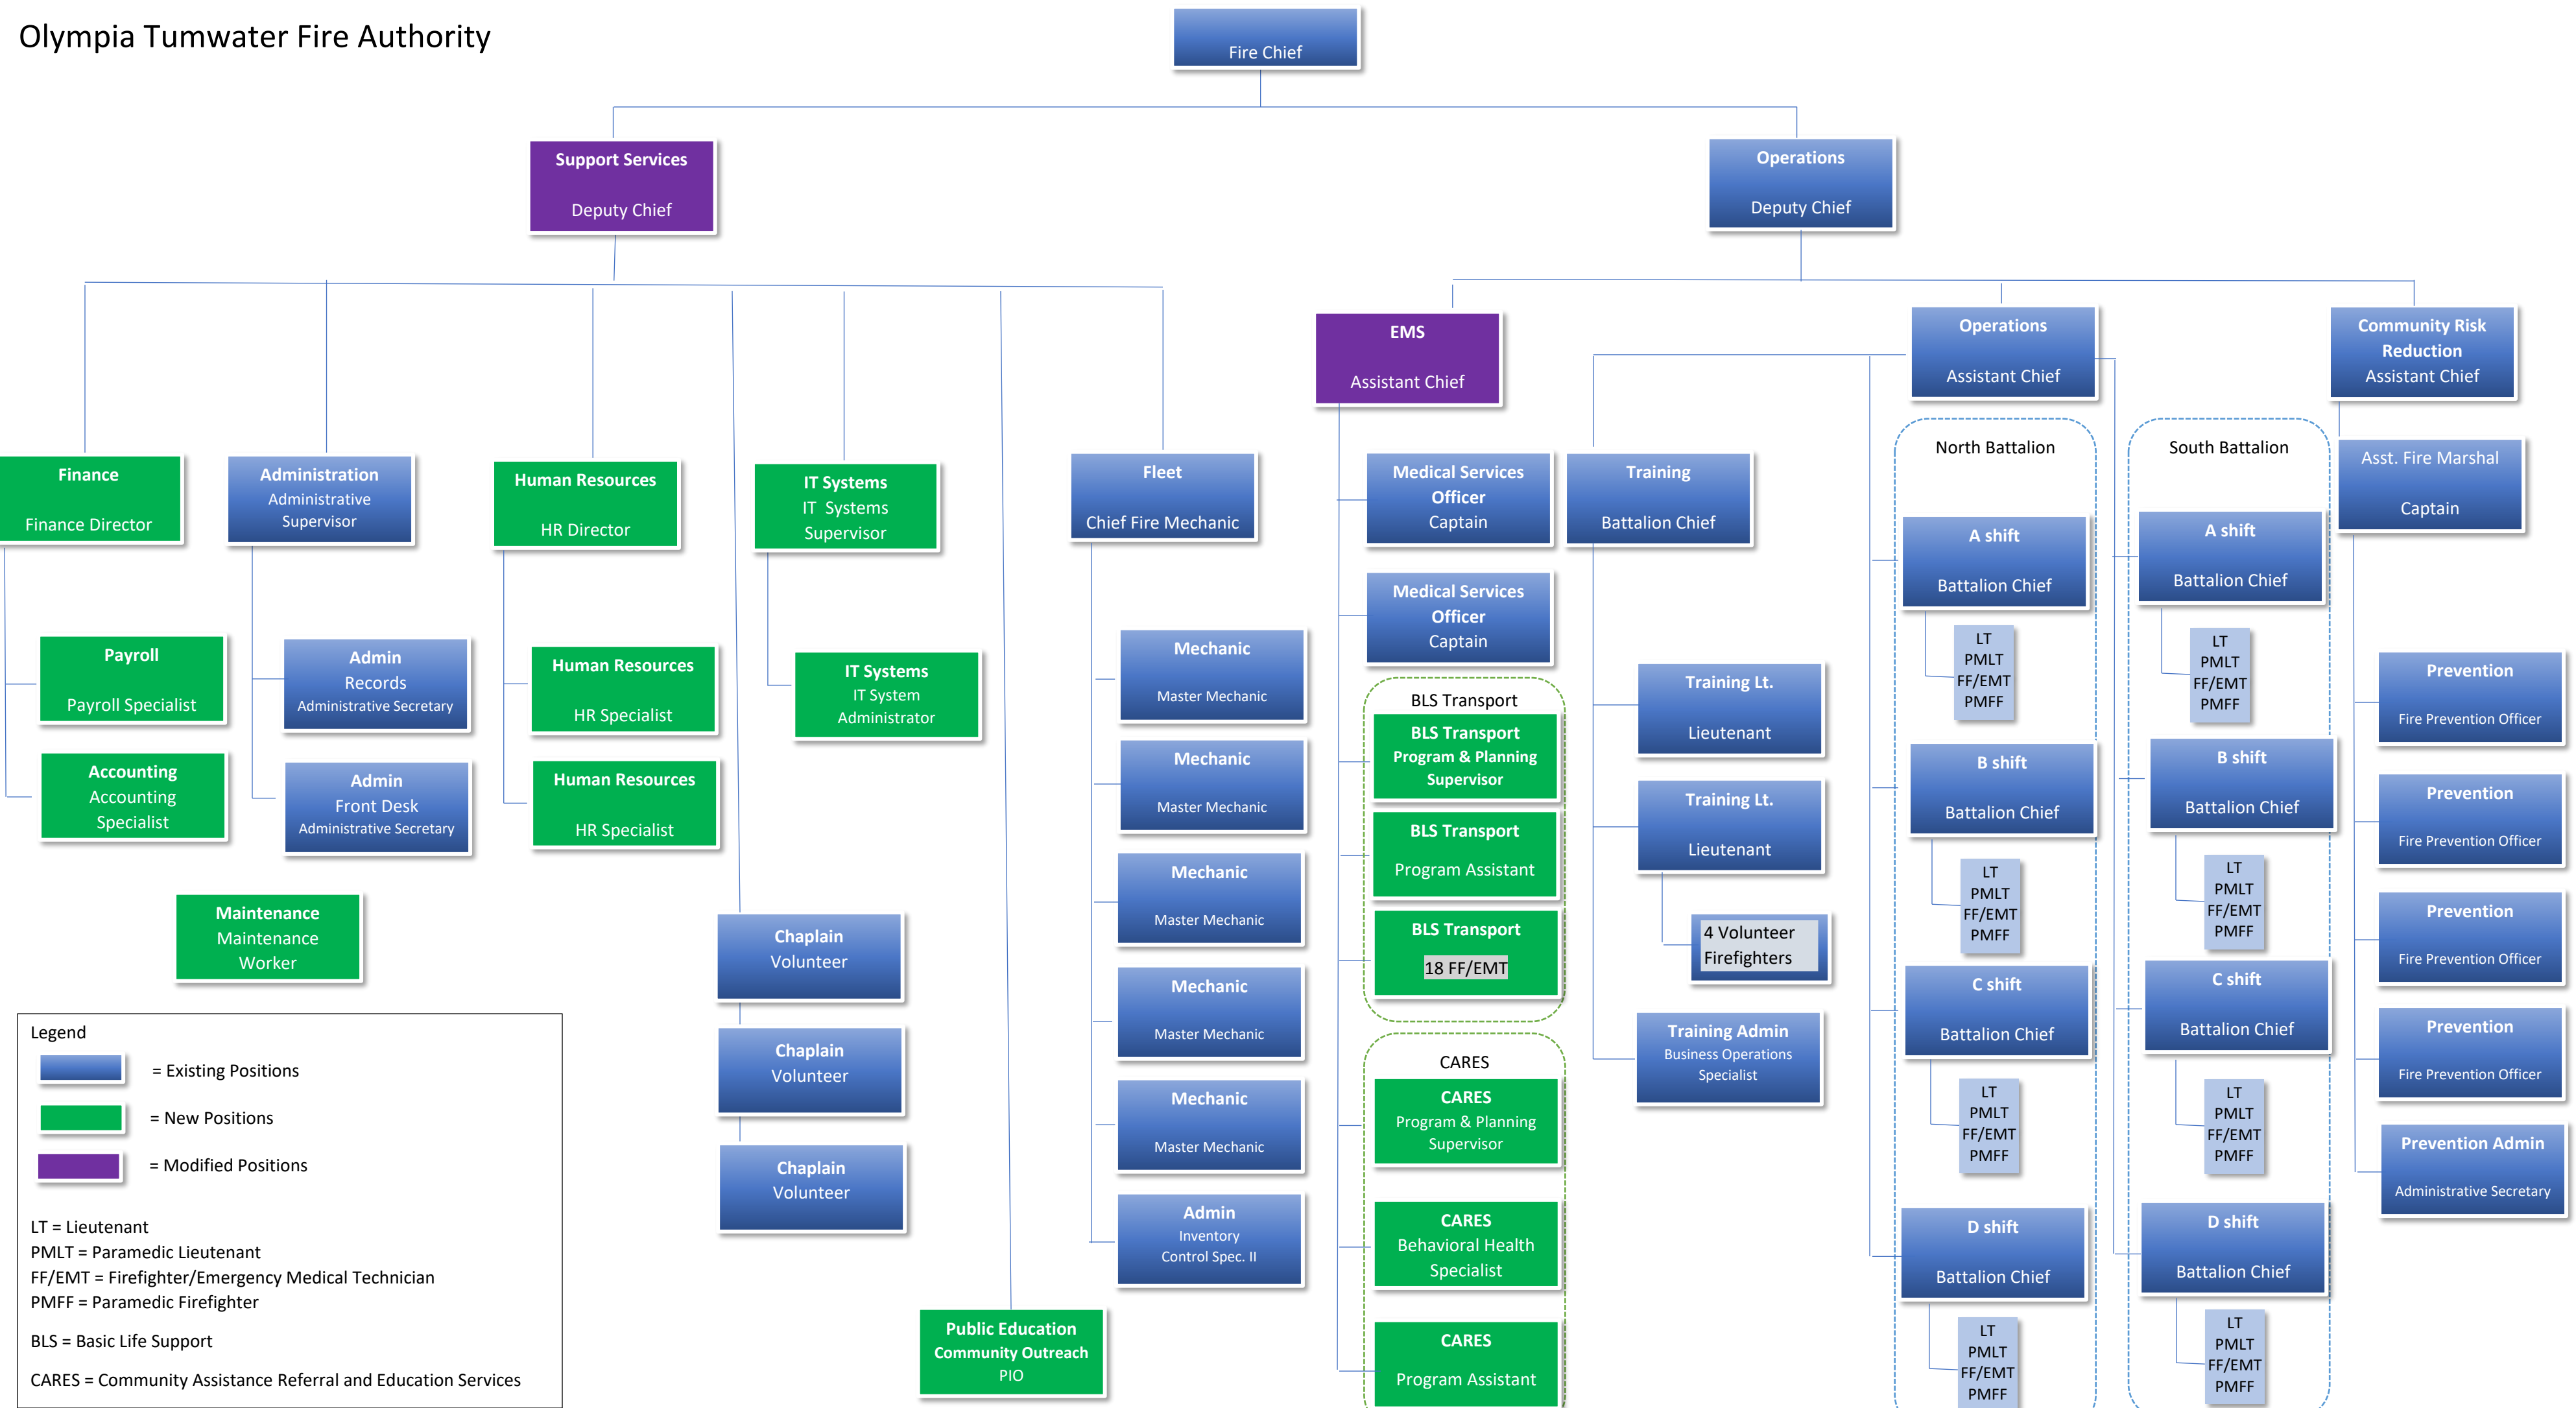 Olympia Tumwater Fire Authority
Fire Chief
Support Services
Deputy Chief
Operations
Deputy Chief
EMS
Assistant Chief
Operations
Assistant Chief
Community Risk
Reduction
Assistant Chief
Finance
Finance Director
Administration
Administrative
Supervisor
Human Resources
HR Director
IT Systems
IT Systems
Supervisor
Fleet
Chief Fire Mechanic
Medical Services
Officer
Captain
Training
Battalion Chief
North Battalion
South Battalion
Asst. Fire Marshal
Captain
Payroll
Payroll Specialist
Accounting
Accounting
Specialist
Admin
Records
Administrative Secretary
Admin
Front Desk
Administrative Secretary
Human Resources
HR Specialist
Human Resources
HR Specialist
IT Systems
IT System
Administrator
Maintenance
Maintenance
Worker
Chaplain
Volunteer
Chaplain
Volunteer
Chaplain
Volunteer
Public Education
Community Outreach
PIO
Mechanic
Master Mechanic
Mechanic
Master Mechanic
Mechanic
Master Mechanic
Mechanic
Master Mechanic
Mechanic
Master Mechanic
Admin
Inventory
Control Spec. II
Medical Services
Officer
Captain
BLS Transport
BLS Transport
Program & Planning
Supervisor
BLS Transport
Program Assistant
BLS Transport
18 FF/EMT
CARES
CARES
Program & Planning
Supervisor
CARES
Behavioral Health
Specialist
CARES
Program Assistant
Training Lt.
Lieutenant
Training Lt.
Lieutenant
4 Volunteer
Firefighters
Training Admin
Business Operations
Specialist
A shift
Battalion Chief
LT
PMLT
FF/EMT
PMFF
B shift
Battalion Chief
LT
PMLT
FF/EMT
PMFF
C shift
Battalion Chief
LT
PMLT
FF/EMT
PMFF
D shift
Battalion Chief
LT
PMLT
FF/EMT
PMFF
A shift
Battalion Chief
LT
PMLT
FF/EMT
PMFF
B shift
Battalion Chief
LT
PMLT
FF/EMT
PMFF
C shift
Battalion Chief
LT
PMLT
FF/EMT
PMFF
D shift
Battalion Chief
LT
PMLT
FF/EMT
PMFF
Prevention
Fire Prevention Officer
Prevention
Fire Prevention Officer
Prevention
Fire Prevention Officer
Prevention
Fire Prevention Officer
Prevention Admin
Administrative Secretary
Legend
= Existing Positions
= New Positions
= Modified Positions
LT = Lieutenant
PMLT = Paramedic Lieutenant
FF/EMT = Firefighter/Emergency Medical Technician
PMFF = Paramedic Firefighter
BLS = Basic Life Support
CARES = Community Assistance Referral and Education Services